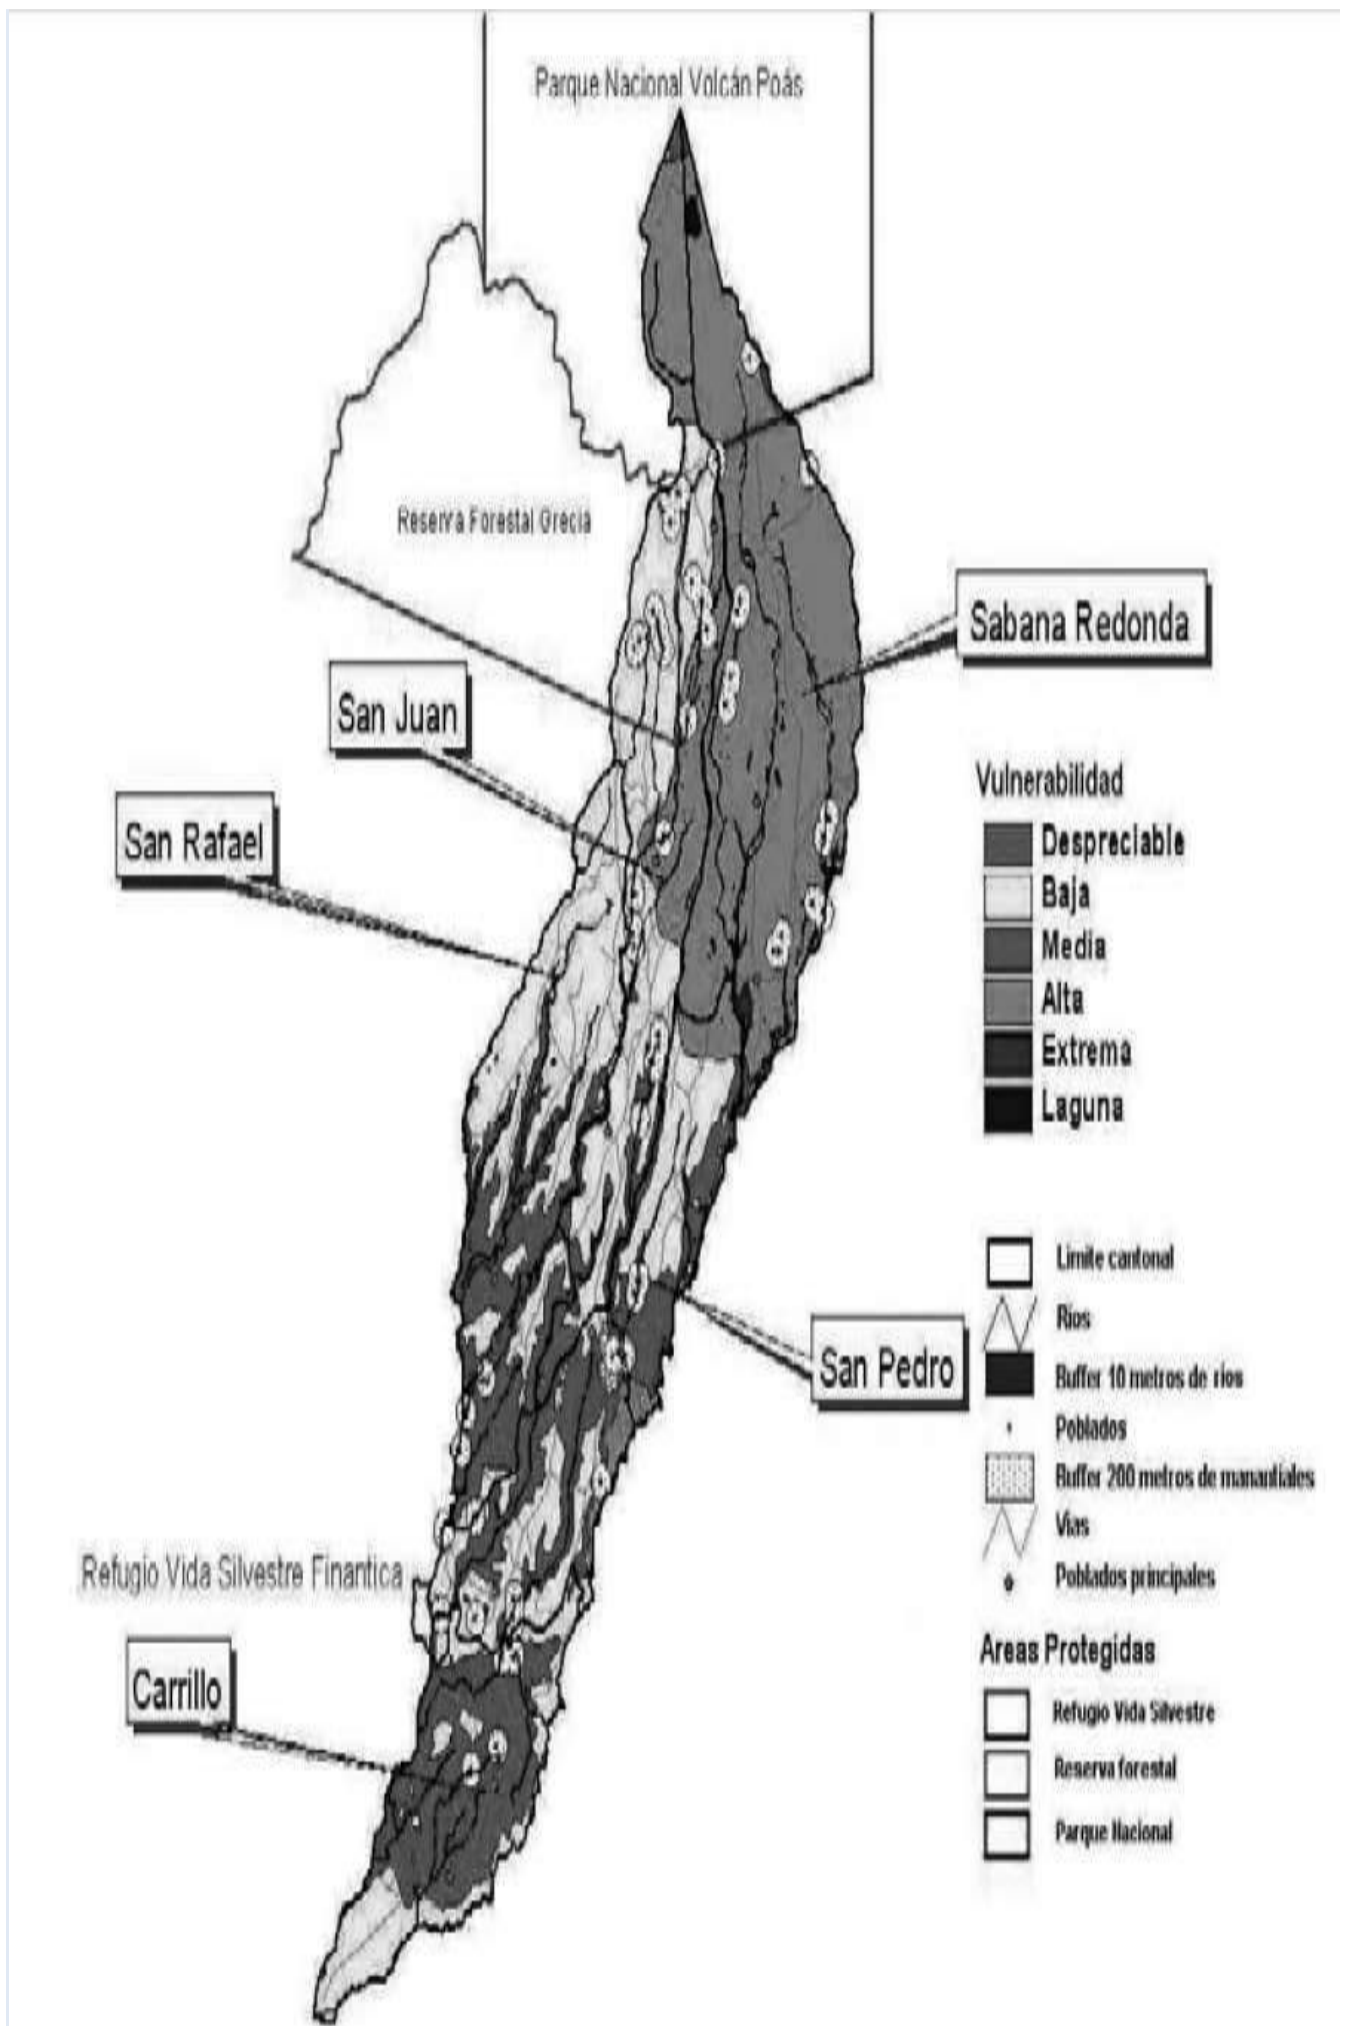 Parque Nacional Volcán Poás
Reserva Forestal Grecia
Sabana Redonda
San Juan
San Rafael
Vulnerabilidad
Despreciable
Baja
Media
Alta
Extrema
Laguna
Limite cantonal
Ríos
Buffer 10 metros de ríos
Poblados
Buffer 200 metros de manantiales
Vías
Poblados principales
San Pedro
Refugio Vida Silvestre Finantica
Carrillo
Areas Protegidas
Refugio Vida Silvestre
Reserva forestal
Parque Nacional